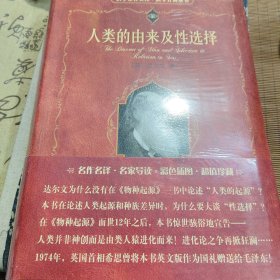 人类的由来及性选择
The Descent of Man and Selection in
Relation to Sex
名作名译·名家导读·彩色插图·超值珍藏
达尔文为什么没有在《物种起源》一书中论述“人类的起源”？
本书在论述人类起源和种族差异时，为什么要大谈“性选择”？
在《物种起源》面世12年之后，本书惊世骇俗地宣告——
人类并非神创而是由类人猿进化而来！进化论之争再掀狂澜……
1974年，英国首相希思曾将本书英文版作为国礼赠送给毛泽东。